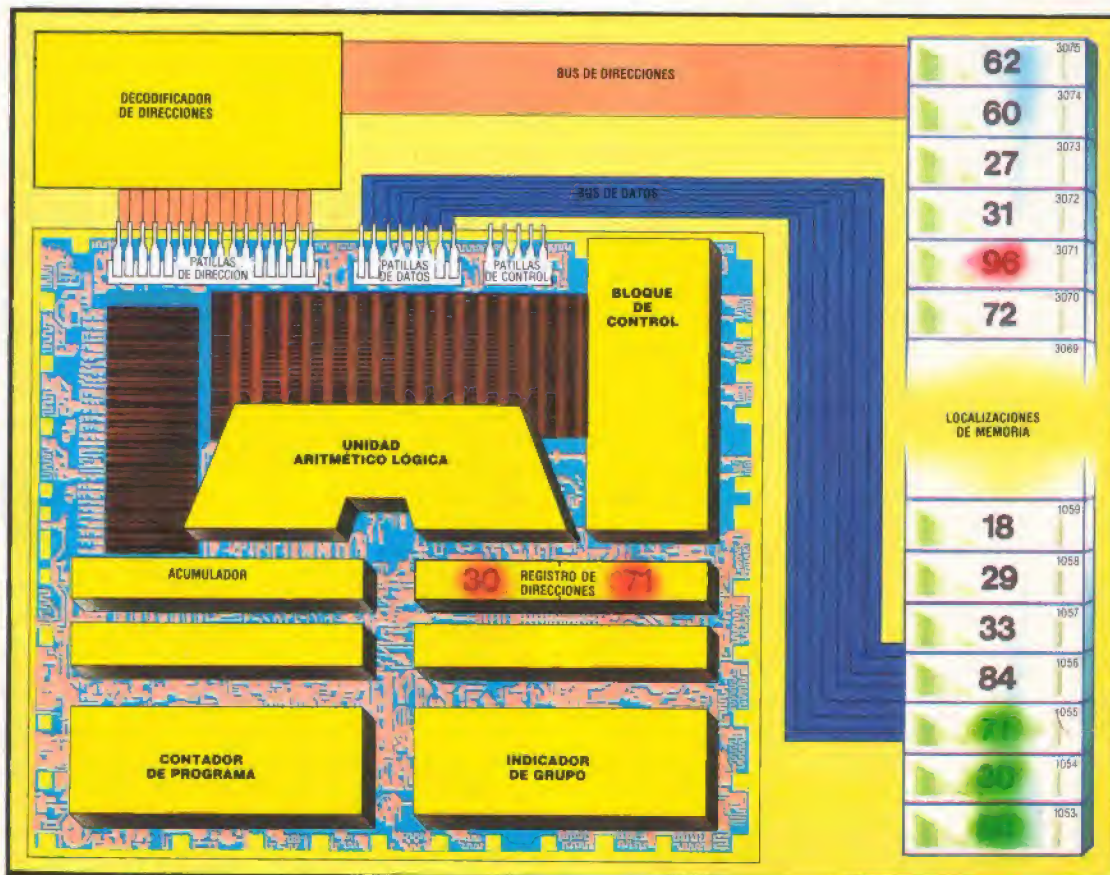 DECODIFICADOR
DE DIRECCIONES
BUS DE DIRECCIONES
BUS DE DATOS
PATILLAS
DE DIRECCIÓN
PATILLAS
DE DATOS
PATILLAS
DE CONTROL
BLOQUE
DE
CONTROL
UNIDAD
ARITMÉTICO LÓGICA
ACUMULADOR
30 REGISTRO DE 71
DIRECCIONES
CONTADOR
DE PROGRAMA
INDICADOR
DE GRUPO
62 3075
60 3074
27 3073
31 3072
96 3071
72 3070
3069
LOCALIZACIONES
DE MEMORIA
18 1059
29 1058
33 1057
84 1056
71 1055
30 1054
1053